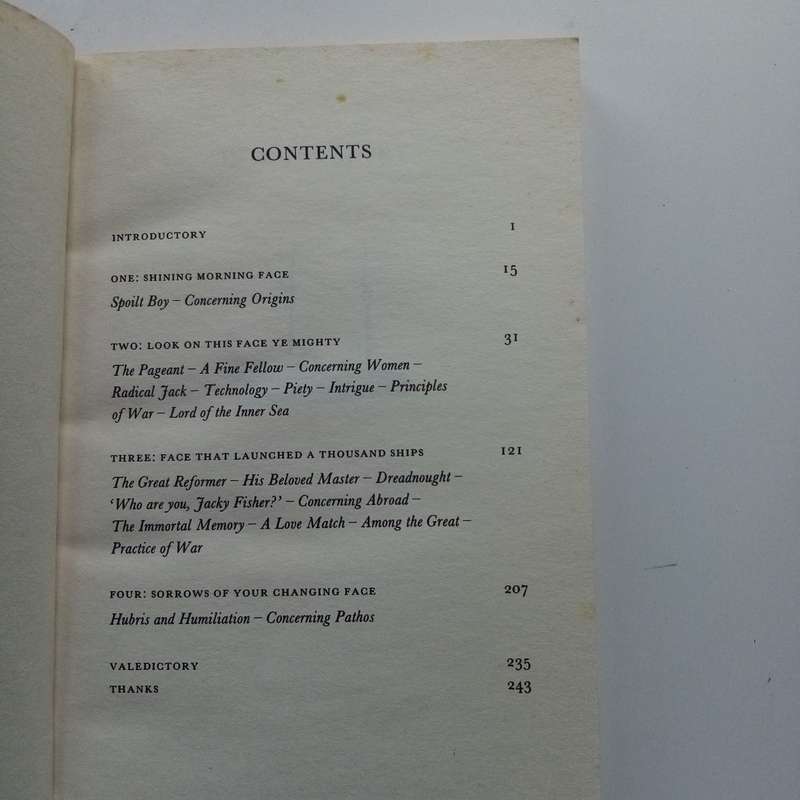 CONTENTS
INTRODUCTORY 1
ONE: SHINING MORNING FACE 15
Spoilt Boy – Concerning Origins
TWO: LOOK ON THIS FACE YE MIGHTY 31
The Pageant – A Fine Fellow – Concerning Women –
Radical Jack – Technology – Piety – Intrigue – Principles
of War – Lord of the Inner Sea
THREE: FACE THAT LAUNCHED A THOUSAND SHIPS 121
The Great Reformer – His Beloved Master – Dreadnought –
‘Who are you, Jacky Fisher?’ – Concerning Abroad –
The Immortal Memory – A Love Match – Among the Great –
Practice of War
FOUR: SORROWS OF YOUR CHANGING FACE 207
Hubris and Humiliation – Concerning Pathos
VALEDICTORY 235
THANKS 243